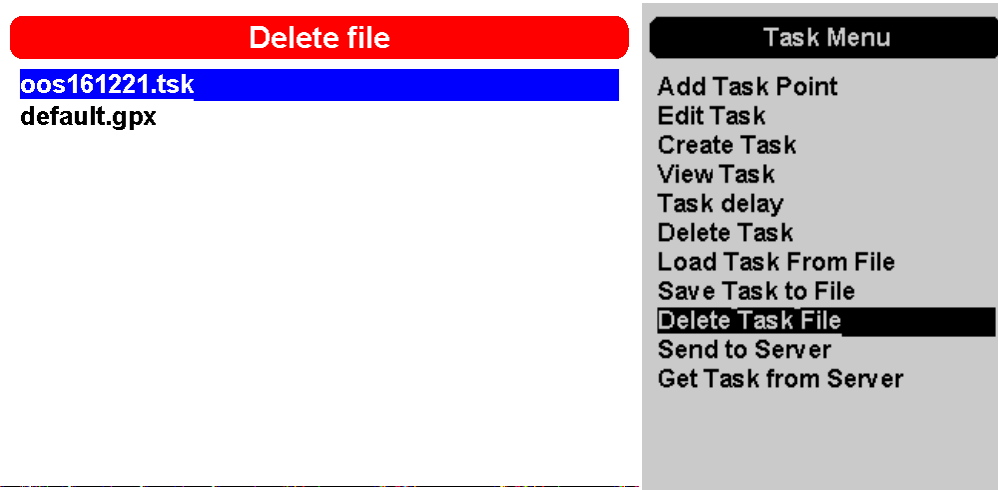 Delete file
oos161221.tsk
default.gpx
Task Menu
Add Task Point
Edit Task
Create Task
View Task
Task delay
Delete Task
Load Task From File
Save Task to File
Delete Task File
Send to Server
Get Task from Server